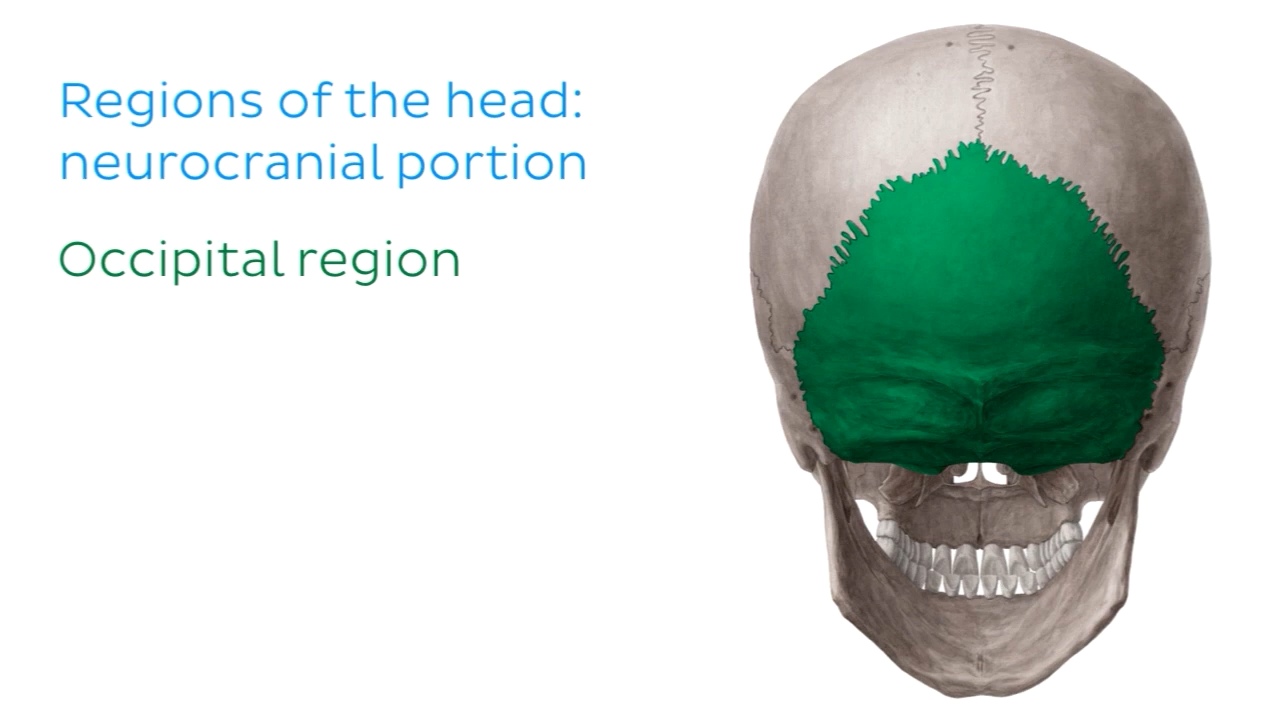 Regions of the head:
neurocranial portion
Occipital region